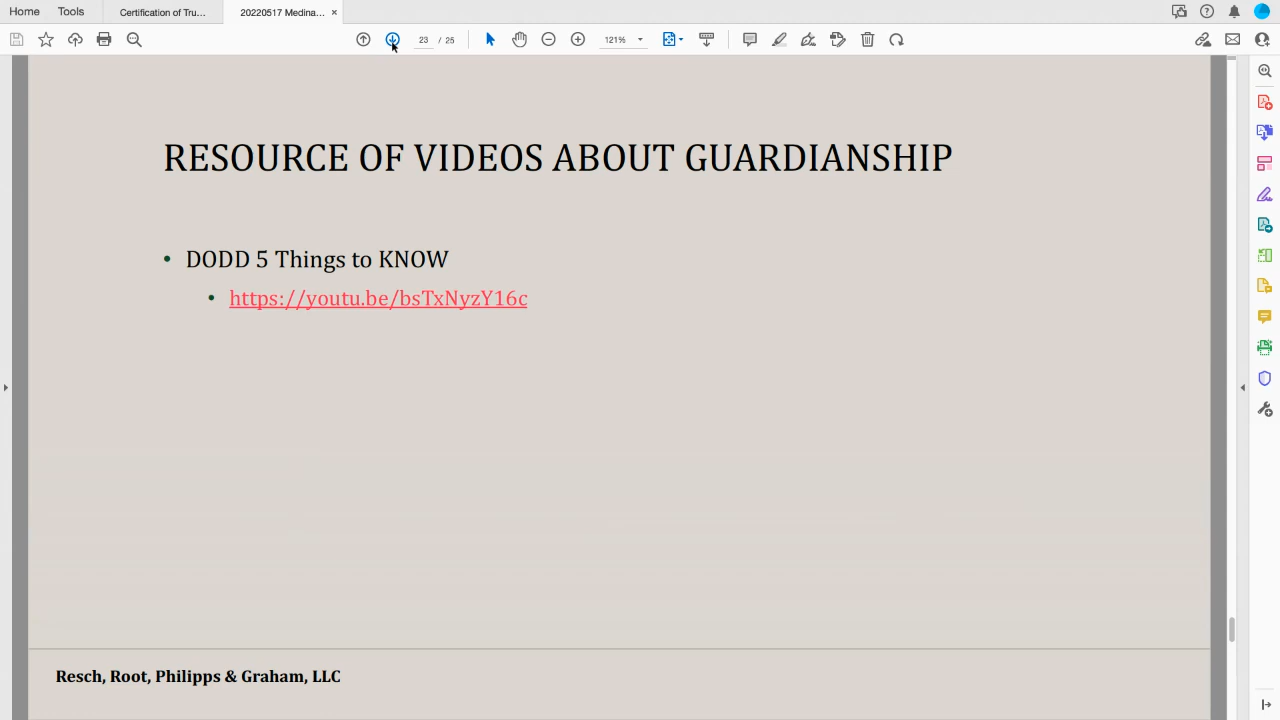 Home
Tools
Certification of Tru...
20220517 Medina...
23 / 25
121%
RESOURCE OF VIDEOS ABOUT GUARDIANSHIP
• DODD 5 Things to KNOW
• https://youtu.be/bsTxNyzY16c
Resch, Root, Philipps & Graham, LLC